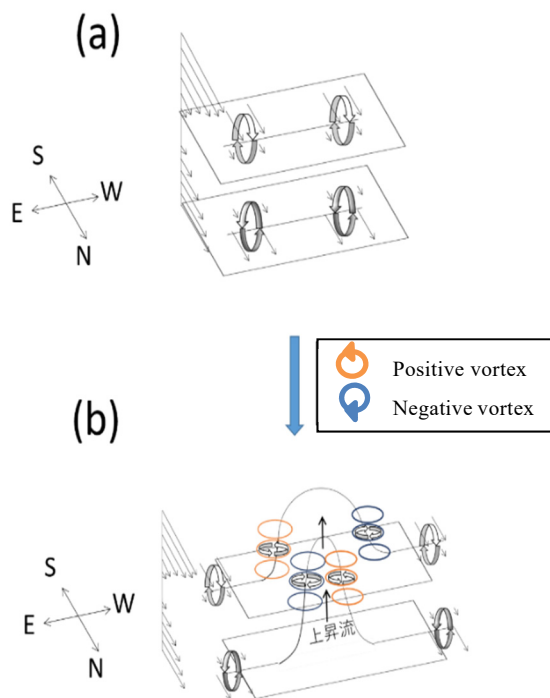 (a)
S
E
W
N
Positive vortex
Negative vortex
(b)
S
E
W
N
上昇流